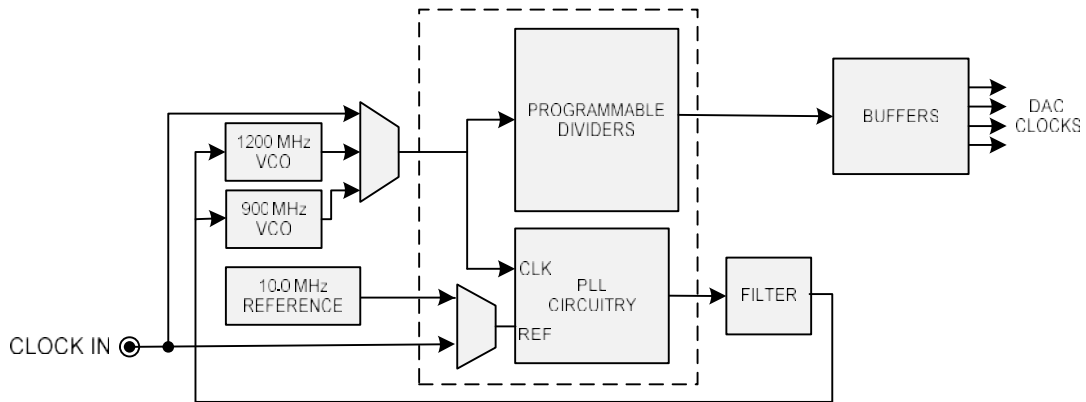 PROGRAMMABLE
DIVIDERS
BUFFERS
DAC
CLOCKS
1200 MHz
VCO
900 MHz
VCO
10.0 MHz
REFERENCE
CLK
PLL
CIRCUITRY
REF
FILTER
CLOCK IN